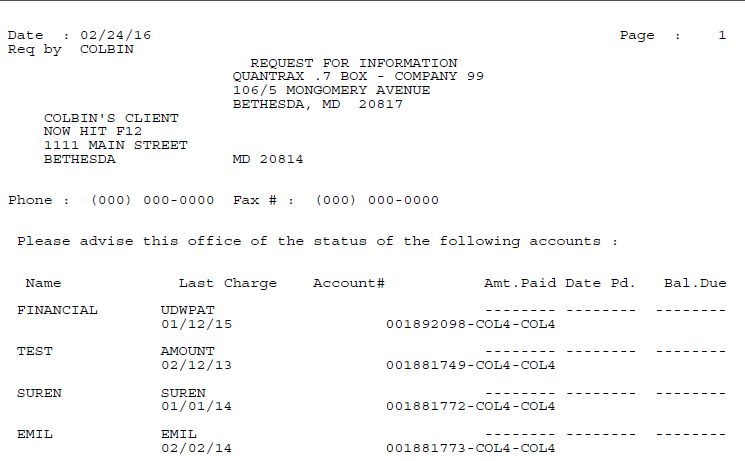 Date  : 02/24/16                                                    Page  :    1
Req by  COLBIN
REQUEST FOR INFORMATION
QUANTRAX .7 BOX - COMPANY 99
106/5 MONGOMERY AVENUE
BETHESDA, MD  20817
COLBIN'S CLIENT
NOW HIT F12
1111 MAIN STREET
BETHESDA             MD 20814
Phone :  (000) 000-0000  Fax # :  (000) 000-0000
Please advise this office of the status of the following accounts :
Name             Last Charge    Account#           Amt.Paid Date Pd.   Bal.Due
FINANCIAL       UDWPAT                              -------- -------- --------
01/12/15                 001892098-COL4-COL4
TEST            AMOUNT                              -------- -------- --------
02/12/13                 001881749-COL4-COL4
SUREN           SUREN                               -------- -------- --------
01/01/14                 001881772-COL4-COL4
EMIL            EMIL                                -------- -------- --------
02/02/14                 001881773-COL4-COL4